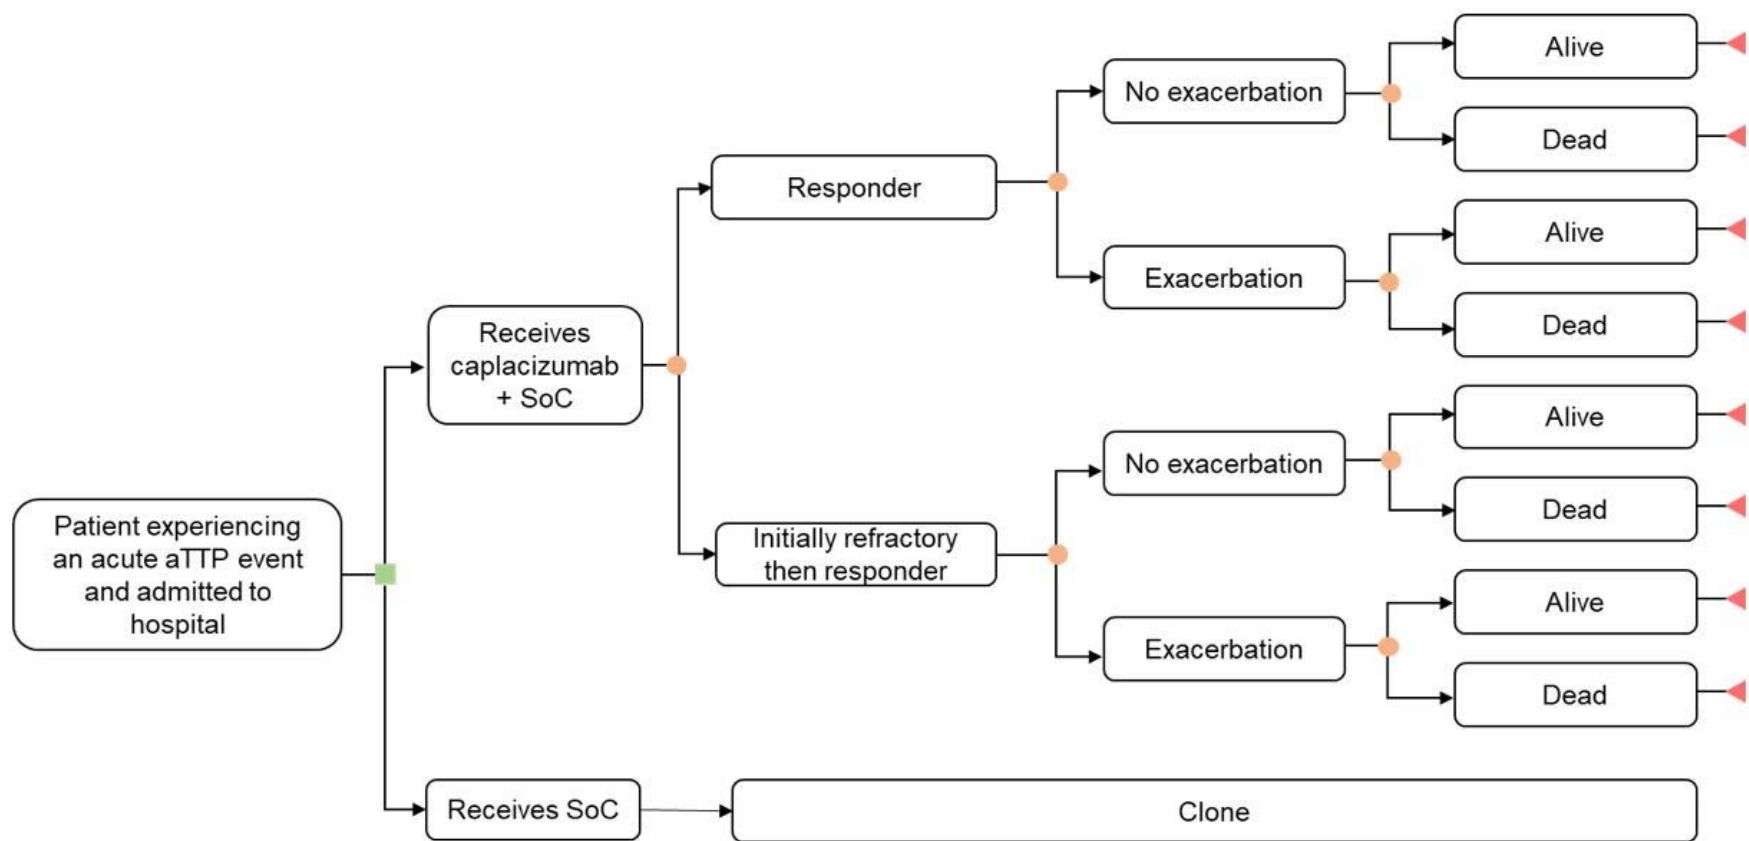 Patient experiencing
an acute aTTP event
and admitted to
hospital
Receives
caplacizumab
+ SoC
Receives SoC
Responder
Initially refractory
then responder
No exacerbation
Exacerbation
No exacerbation
Exacerbation
Alive
Dead
Alive
Dead
Alive
Dead
Alive
Dead
Clone